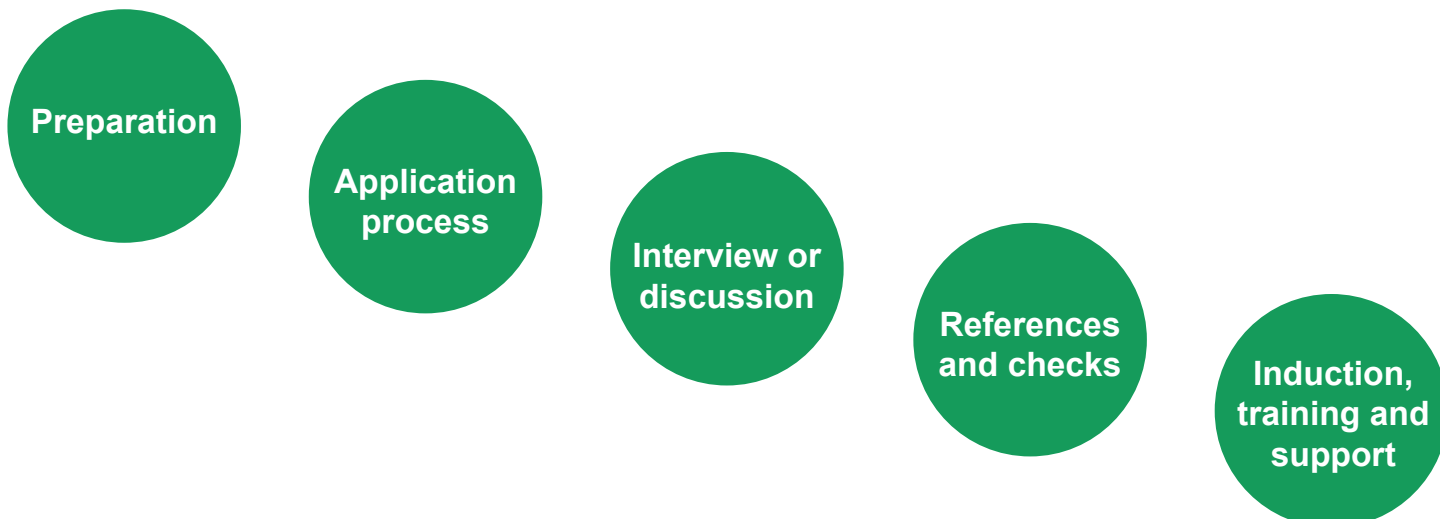 Preparation
Application
process
Interview or
discussion
References
and checks
Induction,
training and
support